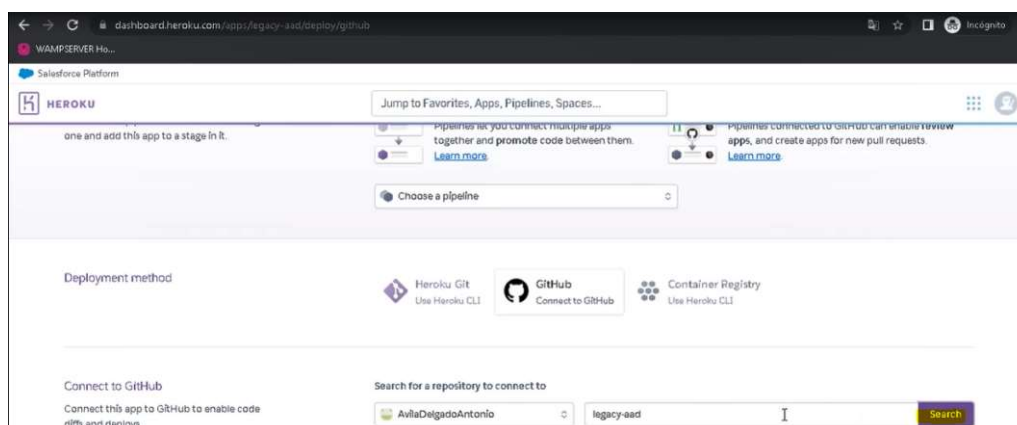 dashboard.heroku.com/apps/legacy-aad/deploy/github
Incógnito
WAMPSERVER Ho...
Salesforce Platform
HEROKU
Jump to Favorites, Apps, Pipelines, Spaces...
one and add this app to a stage in it.
Pipelines let you connect multiple apps
together and promote code between them.
Learn more.
Pipelines connected to GitHub can enable review
apps, and create apps for new pull requests.
Learn more.
Choose a pipeline
Deployment method
Heroku Git
Use Heroku CLI
GitHub
Connect to GitHub
Container Registry
Use Heroku CLI
Connect to GitHub
Connect this app to GitHub to enable code
diffs and deploys.
Search for a repository to connect to
AvilaDelgadoAntonio
legacy-aad
Search